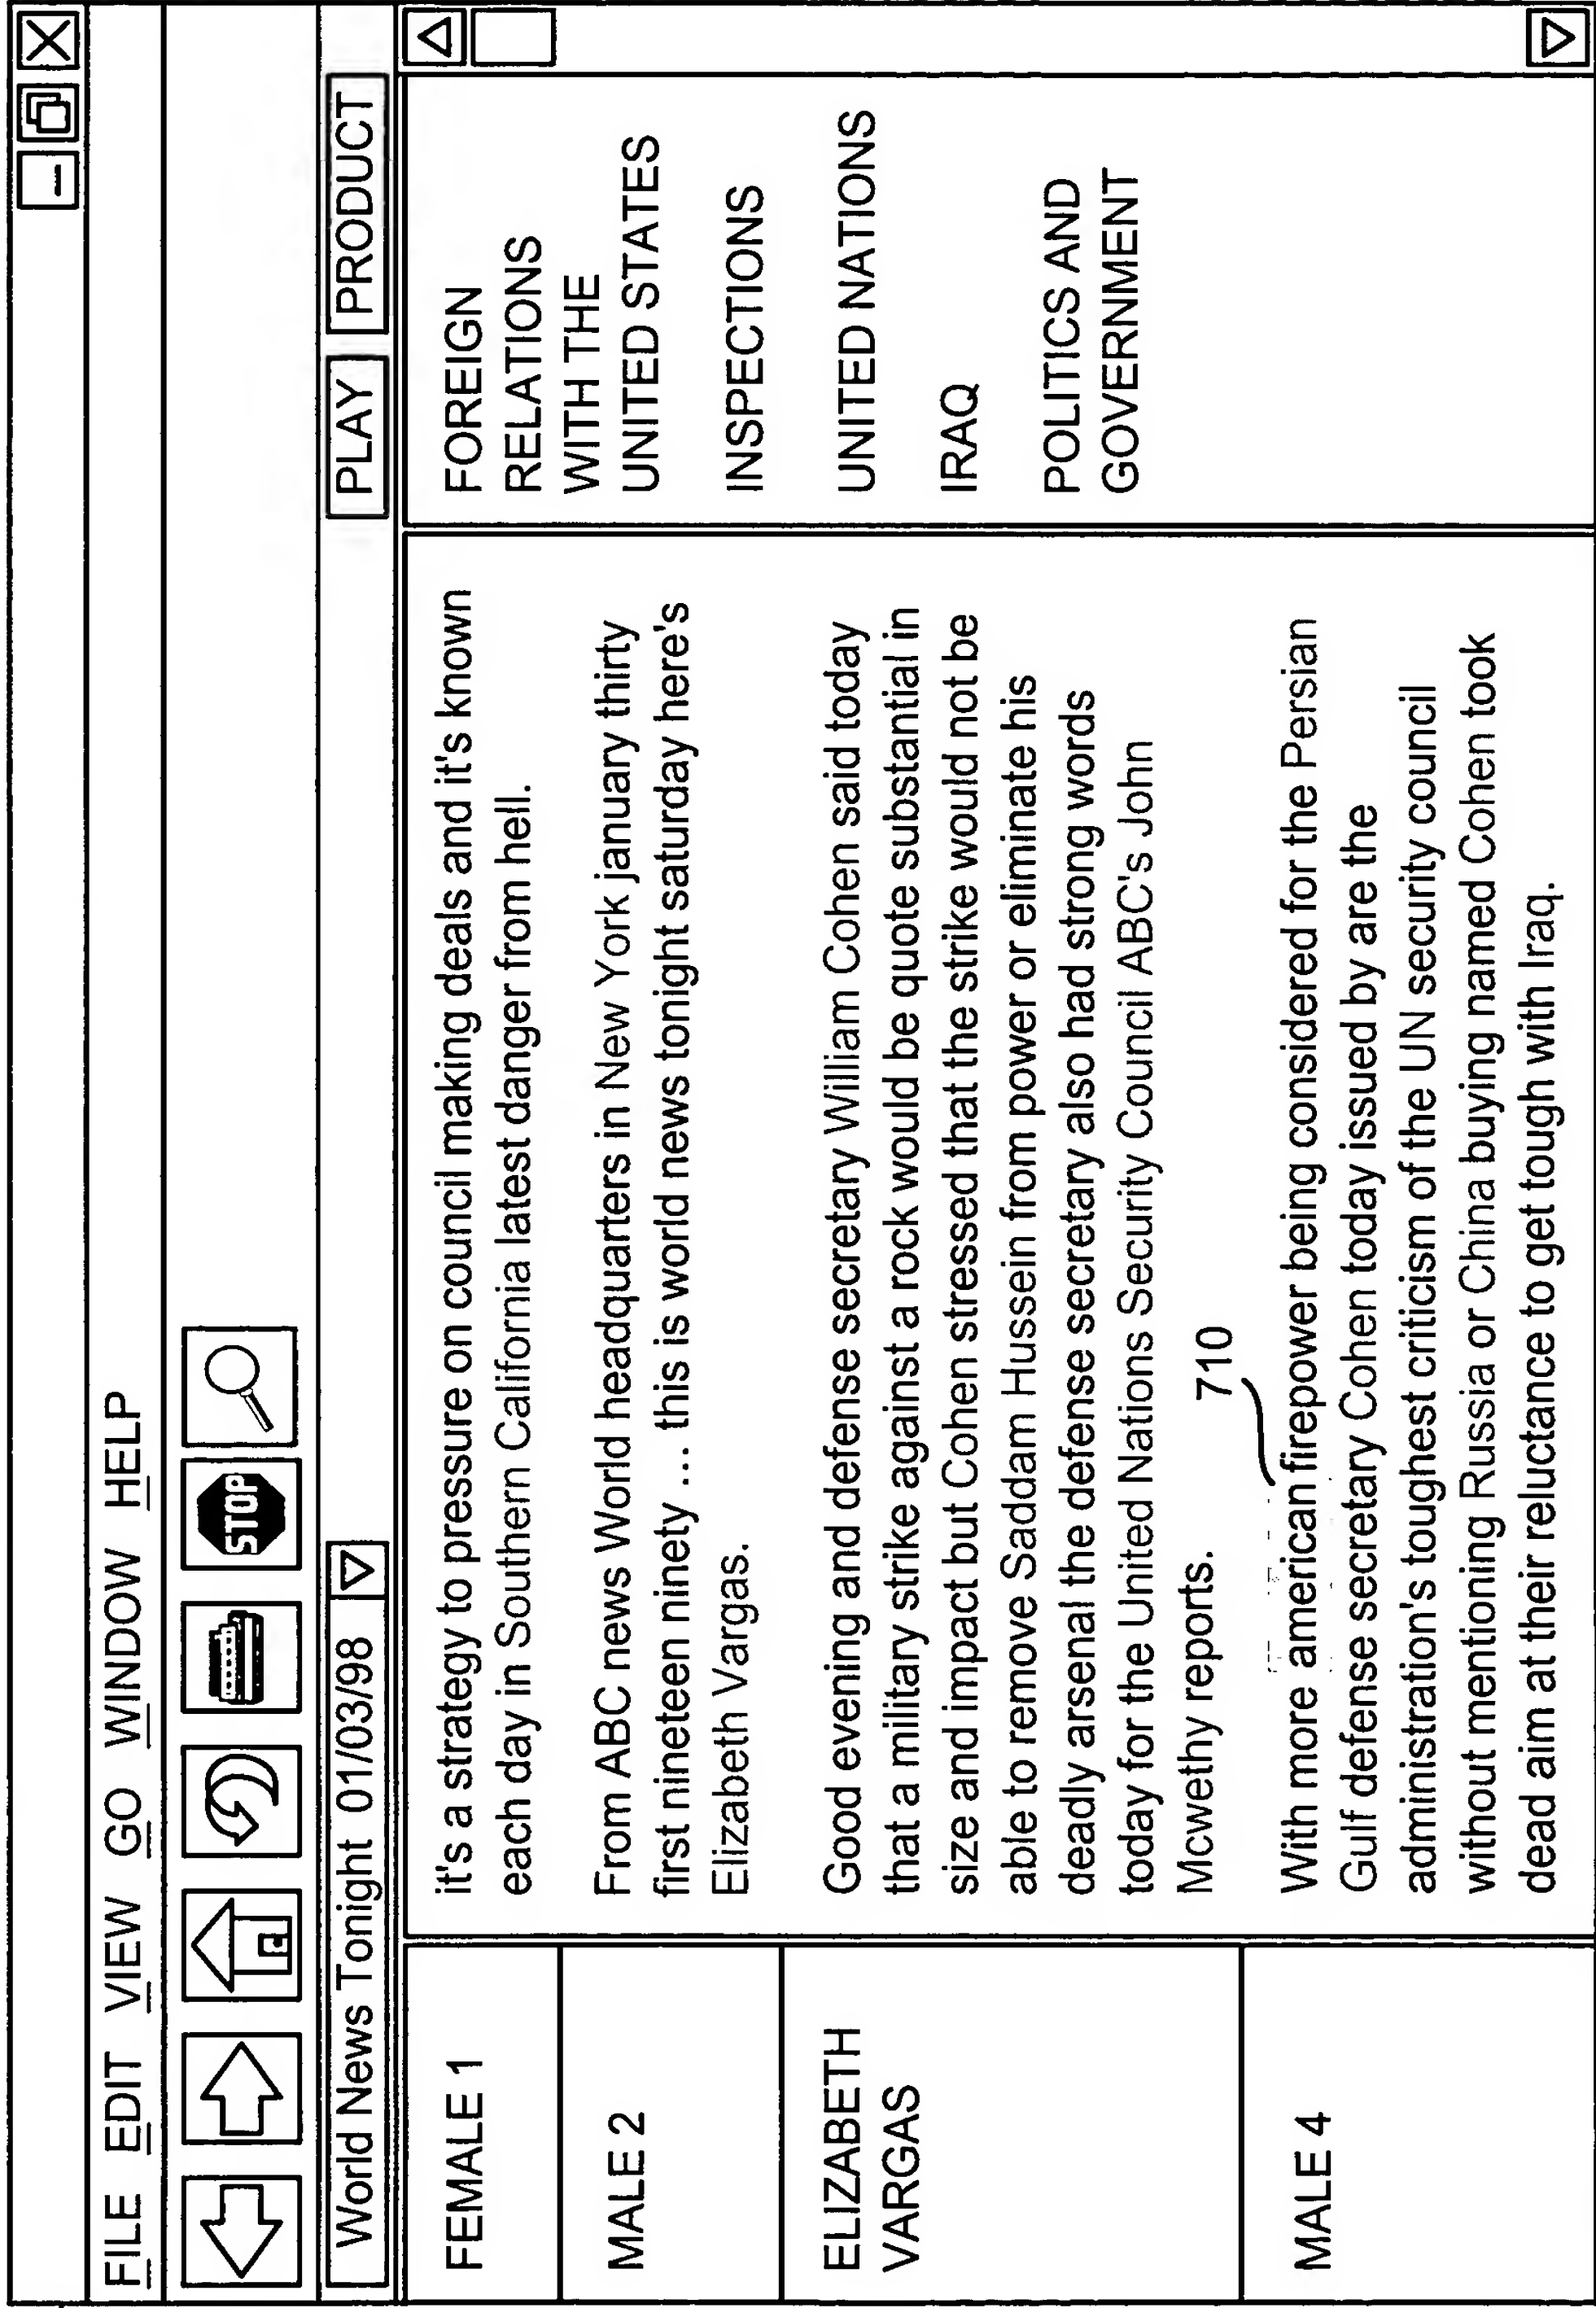 FILE EDIT VIEW GO WINDOW HELP
STOP
World News Tonight 01/03/98
PLAY
PRODUCT
FEMALE 1
it's a strategy to pressure on council making deals and it's known
each day in Southern California latest danger from hell.
MALE 2
From ABC news World headquarters in New York january thirty
first nineteen ninety ... this is world news tonight saturday here's
Elizabeth Vargas.
ELIZABETH
VARGAS
Good evening and defense secretary William Cohen said today
that a military strike against a rock would be quote substantial in
size and impact but Cohen stressed that the strike would not be
able to remove Saddam Hussein from power or eliminate his
deadly arsenal the defense secretary also had strong words
today for the United Nations Security Council ABC's John
Mcwethy reports.
710
MALE 4
With more american firepower being considered for the Persian
Gulf defense secretary Cohen today issued by are the
administration's toughest criticism of the UN security council
without mentioning Russia or China buying named Cohen took
dead aim at their reluctance to get tough with Iraq.
FOREIGN
RELATIONS
WITH THE
UNITED STATES
INSPECTIONS
UNITED NATIONS
IRAQ
POLITICS AND
GOVERNMENT